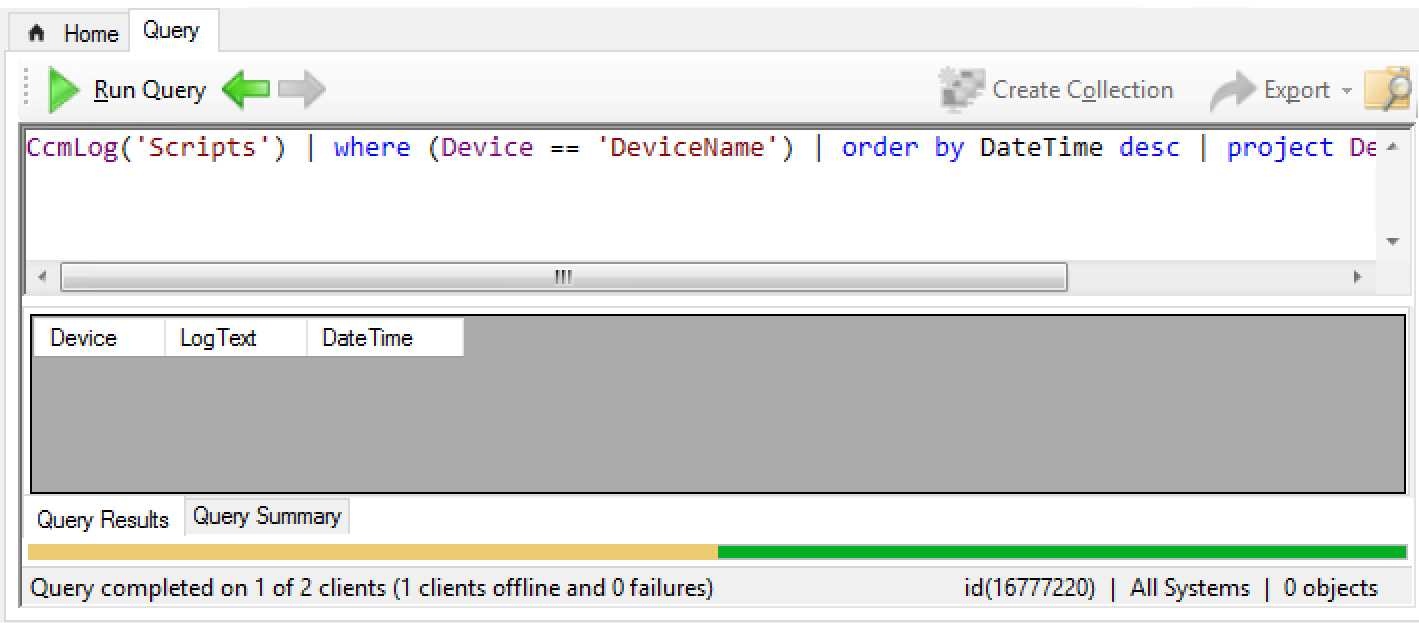 Home Query
Run Query Create Collection Export
CcmLog('Scripts') | where (Device == 'DeviceName') | order by DateTime desc | project De
Device LogText DateTime
Query Results Query Summary
Query completed on 1 of 2 clients (1 clients offline and 0 failures) id(16777220) | All Systems | 0 objects